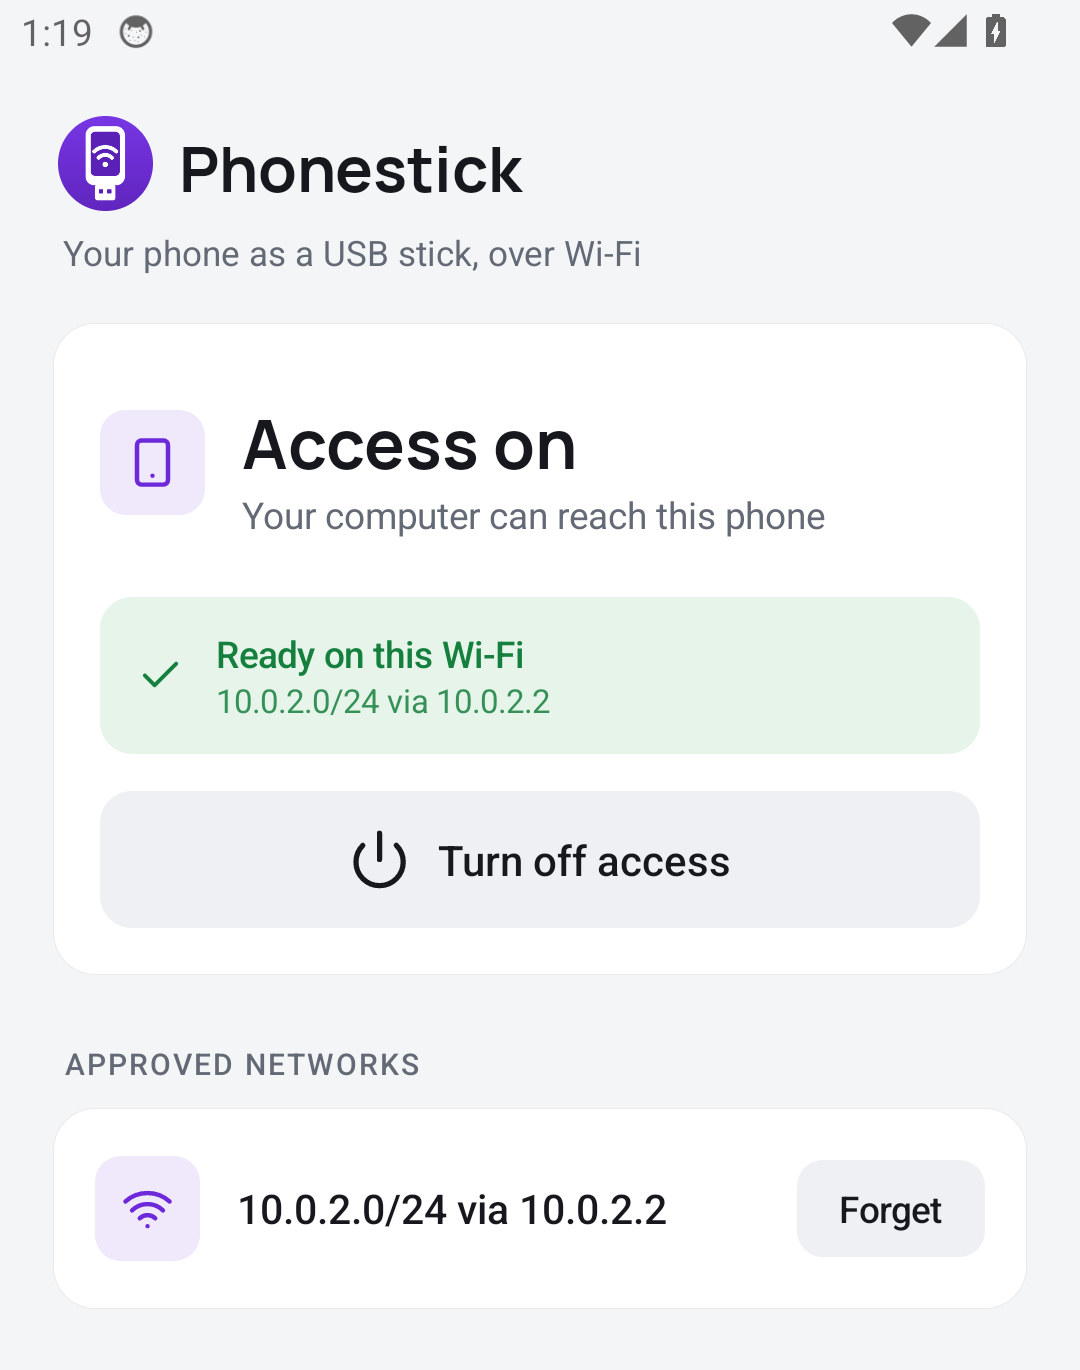 1:19
Phonestick
Your phone as a USB stick, over Wi-Fi
Access on
Your computer can reach this phone
Ready on this Wi-Fi
10.0.2.0/24 via 10.0.2.2
Turn off access
APPROVED NETWORKS
10.0.2.0/24 via 10.0.2.2
Forget